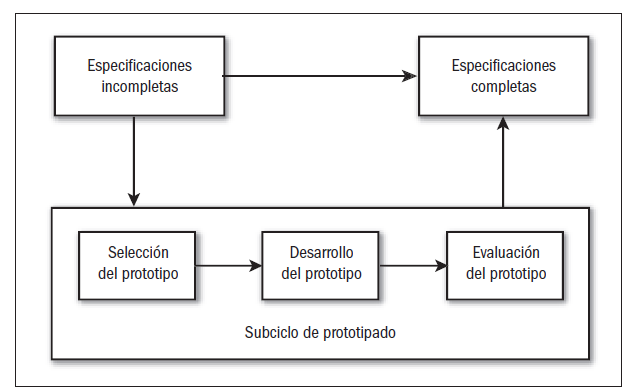 Especificaciones
incompletas
Especificaciones
completas
Selección
del prototipo
Desarrollo
del prototipo
Evaluación
del prototipo
Subciclo de prototipado